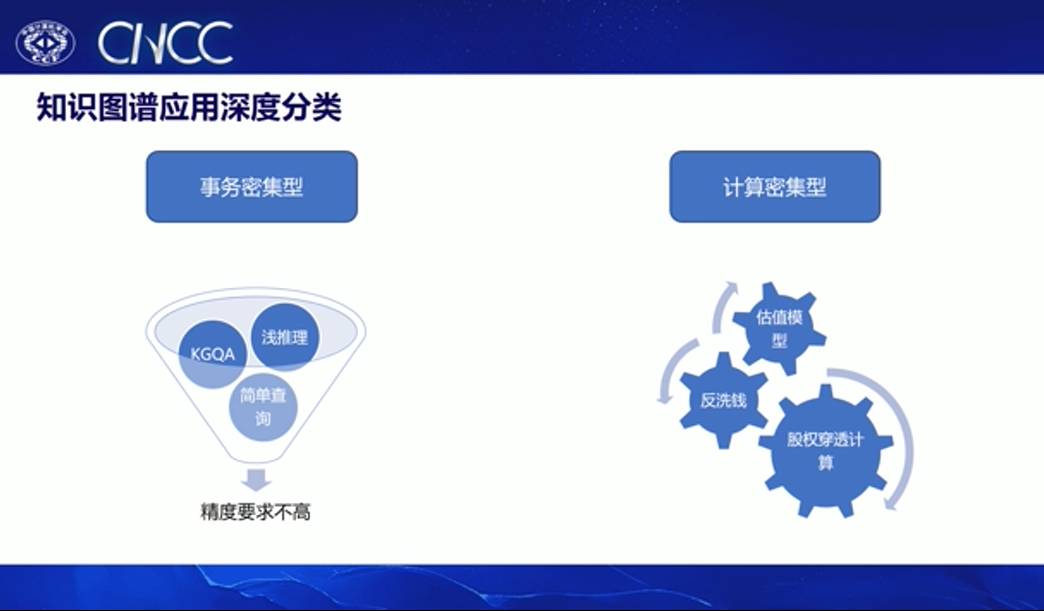 CNCC
知识图谱应用深度分类
事务密集型
计算密集型
KGQA
浅推理
简单查
询
精度要求不高
估值模
型
反洗钱
股权穿透计
算